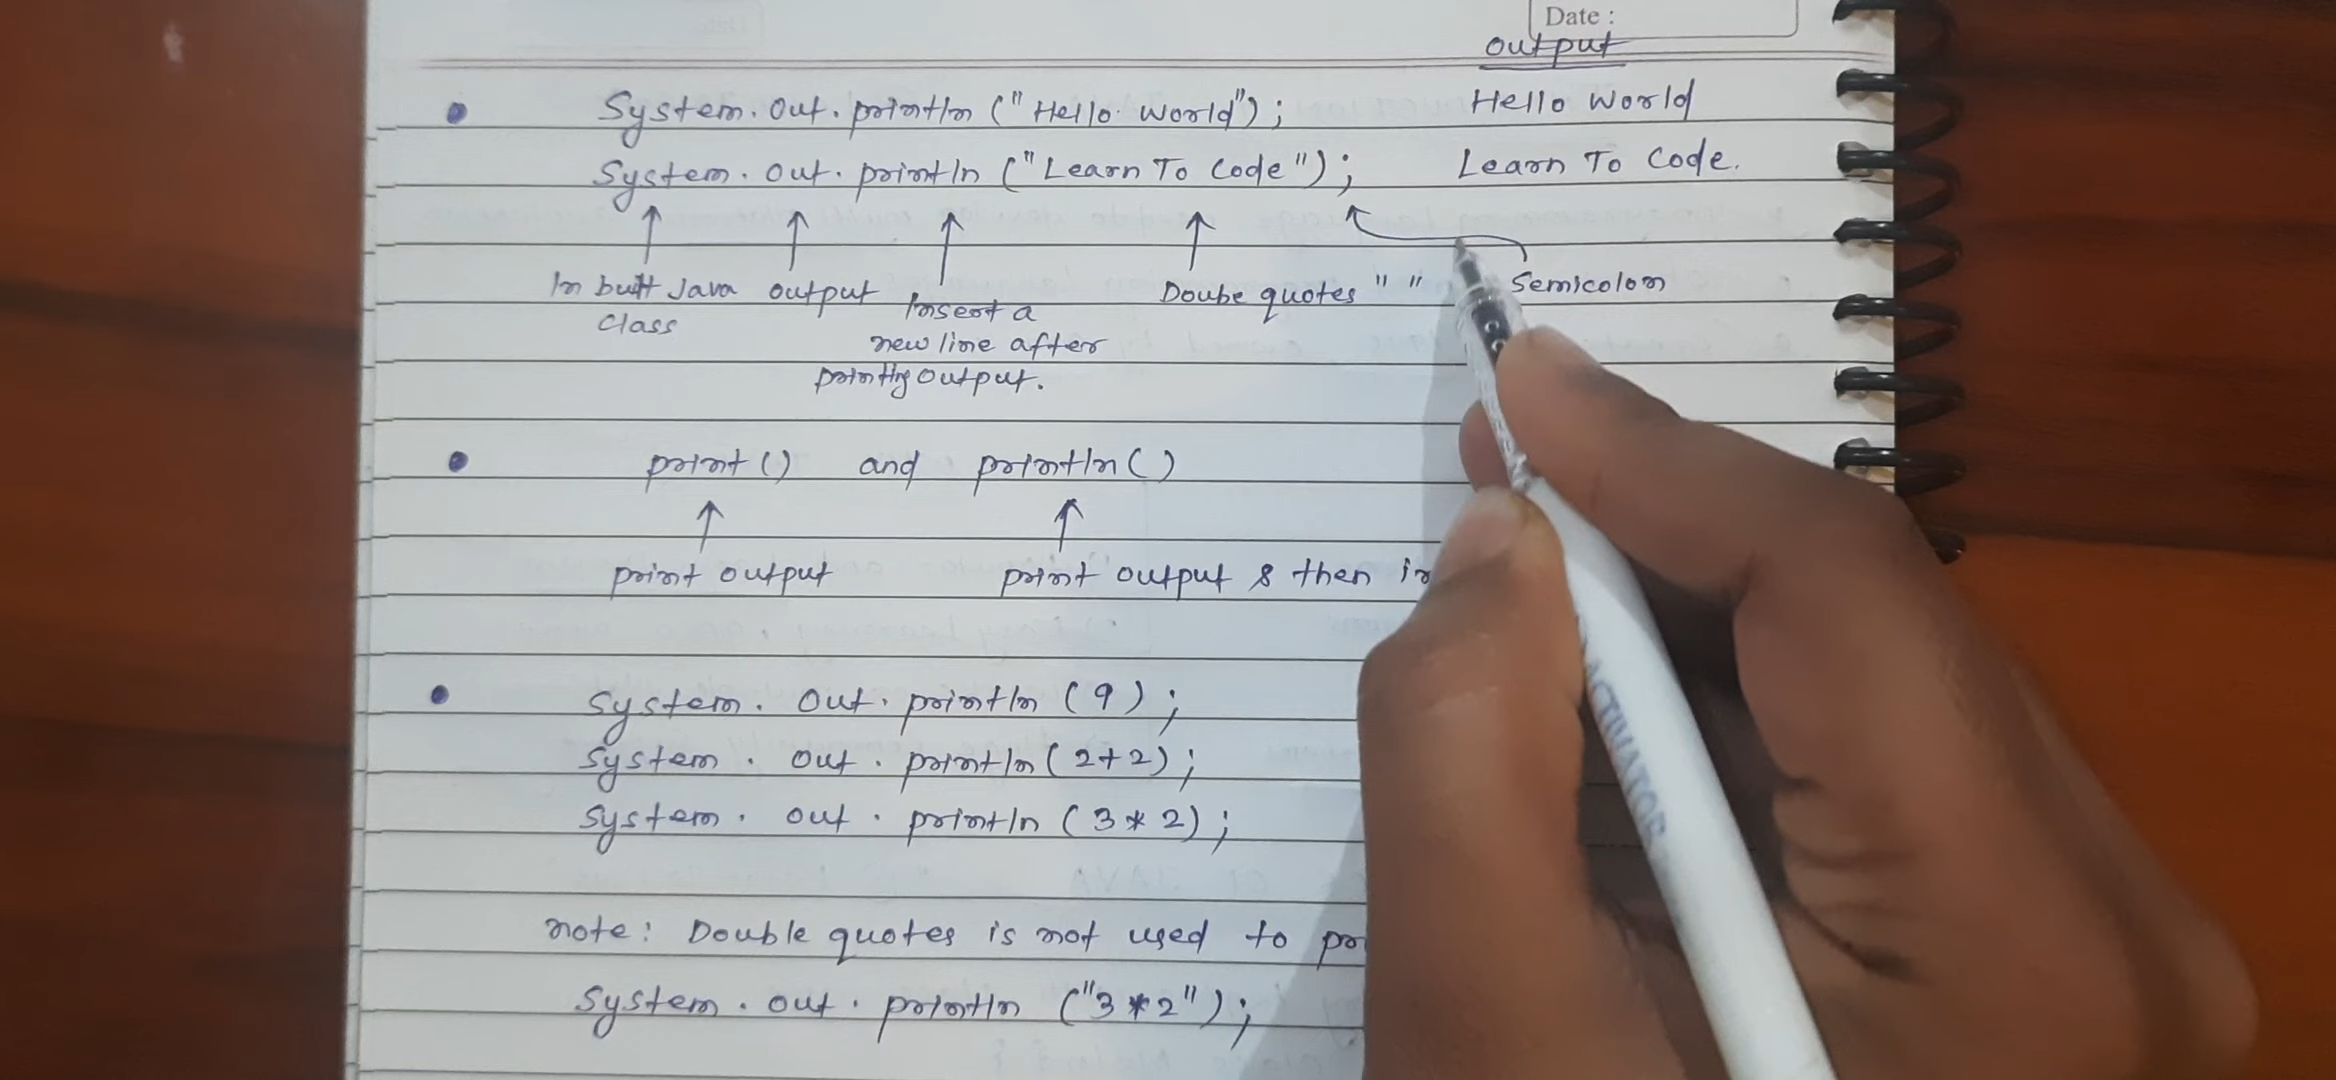 Date :
output
System.out.println ("Hello World"); Hello World
System.out.println ("Learn To Code"); Learn To Code.
In built Java class
output
Insert a new line after printing output.
Doube quotes " "
Semicolon
print () and println ()
print output
print output & then
System.out.println (9);
System.out.println (2+2);
System.out.println (3*2);
note: Double quotes is not used to
System.out.println ("3*2");